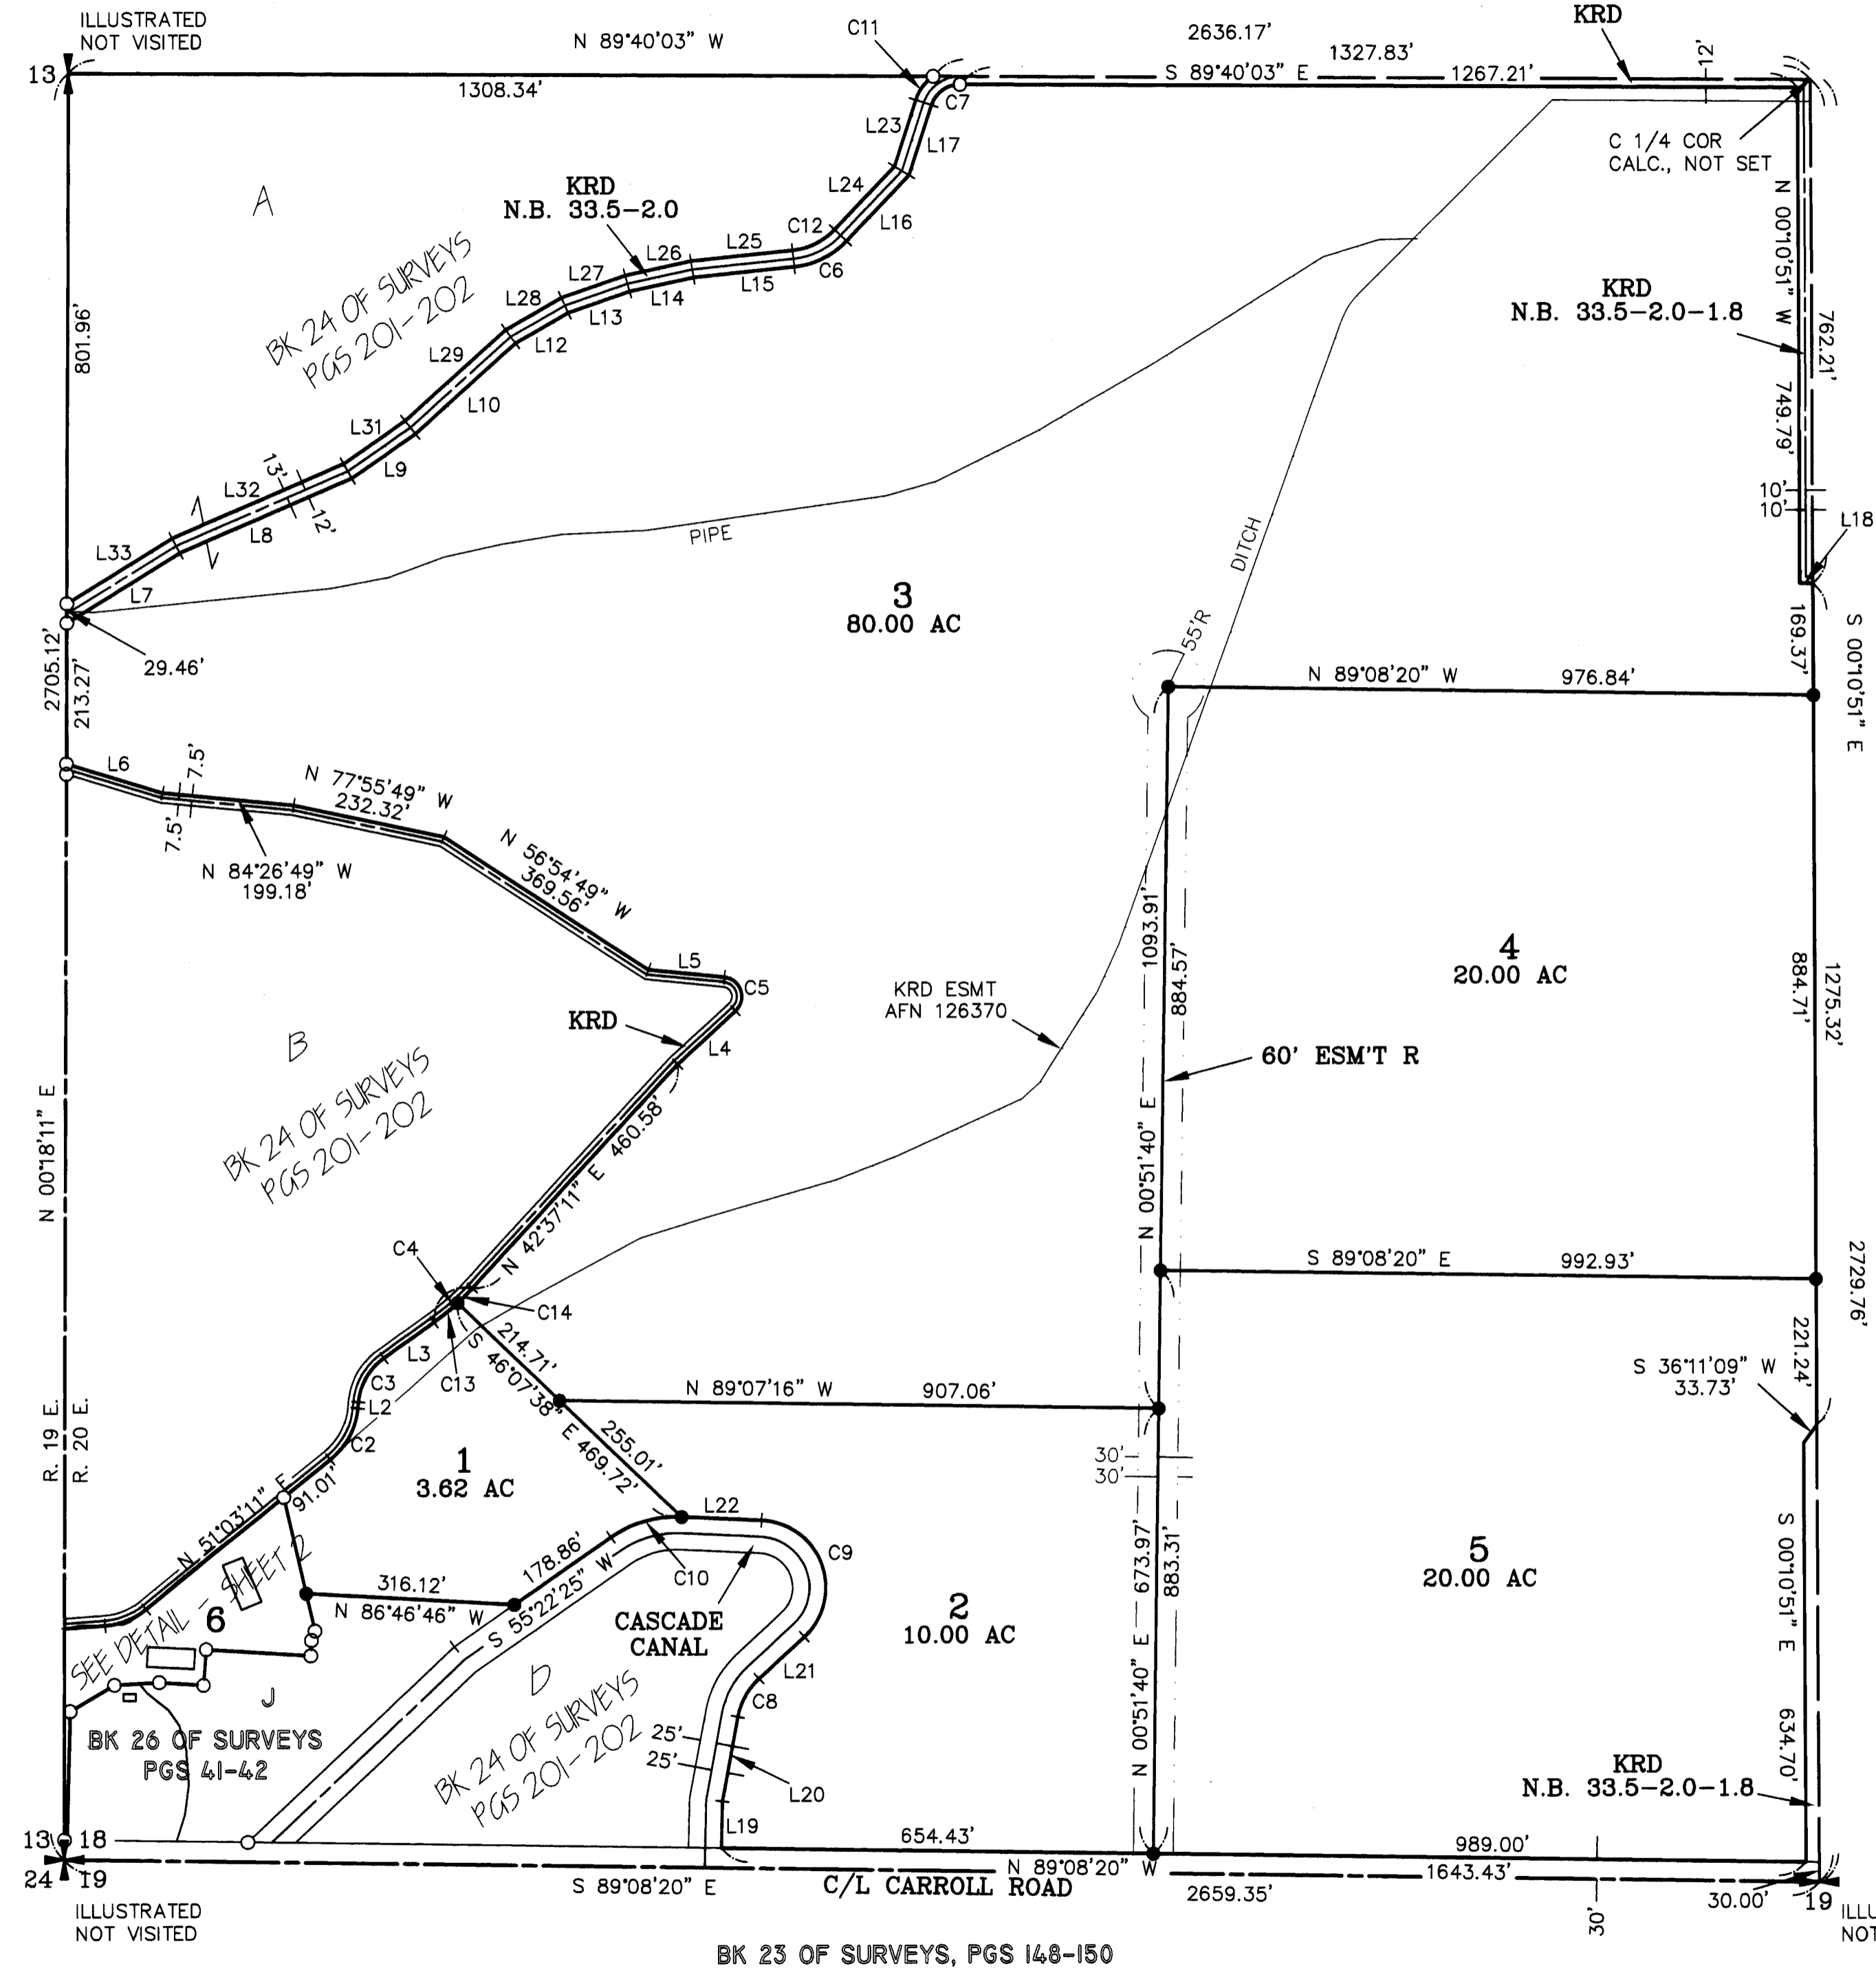 ILLUSTRATED
NOT VISITED
13
N 89°40'03" W
1308.34'
C11
2636.17'
1327.83'
KRD
S 89°40'03" E
1267.21'
12'
C7
L23
L17
C 1/4 COR
CALC., NOT SET
A
KRD
N.B. 33.5-2.0
L24
L16
C12
C6
L25
L15
L26
L14
L27
L13
L28
L12
L29
L10
L31
L9
L32
L8
13'
12'
L33
L7
BK 24 OF SURVEYS
PGS 201-202
801.96'
N 00°10'51" W
749.79'
762.21'
KRD
N.B. 33.5-2.0-1.8
10'
10'
L18
169.37'
S 00°10'51" E
PIPE
DITCH
3
80.00 AC
55'R
29.46'
2705.12'
213.27'
N 89°08'20" W
976.84'
L6
7.5'
7.5'
N 77°55'49" W
232.32'
N 84°26'49" W
199.18'
N 56°54'49" W
369.56'
L5
C5
KRD
L4
KRD ESMT
AFN 126370
1093.91'
884.57'
N 00°51'40" E
60' ESM'T R
4
20.00 AC
884.71'
1275.32'
B
BK 24 OF SURVEYS
PGS 201-202
N 00°18'11" E
N 42°37'11" E 460.58'
C4
C14
C13
L3
C3
L2
C2
S 89°08'20" E
992.93'
2729.76'
221.24'
S 36°11'09" W
33.73'
214.71'
S 46°07'38" E 469.72'
255.01'
N 89°07'16" W
907.06'
R. 19 E.
R. 20 E.
1
3.62 AC
30'
30'
N 51°03'11" E
91.01'
L22
C9
C10
178.86'
S 55°22'25" W
316.12'
N 86°46'46" W
CASCADE
CANAL
2
10.00 AC
673.97'
883.31'
N 00°51'40" E
5
20.00 AC
S 00°10'51" E
634.70'
SEE DETAIL - SHEET 2
6
J
BK 26 OF SURVEYS
PGS 41-42
D
BK 24 OF SURVEYS
PGS 201-202
L21
C8
25'
25'
L20
L19
KRD
N.B. 33.5-2.0-1.8
13
18
24
19
654.43'
989.00'
N 89°08'20" W
1643.43'
S 89°08'20" E
C/L CARROLL ROAD
2659.35'
30'
30.00'
19
ILLUSTRATED
NOT VISITED
ILLU
NOT
BK 23 OF SURVEYS, PGS 148-150